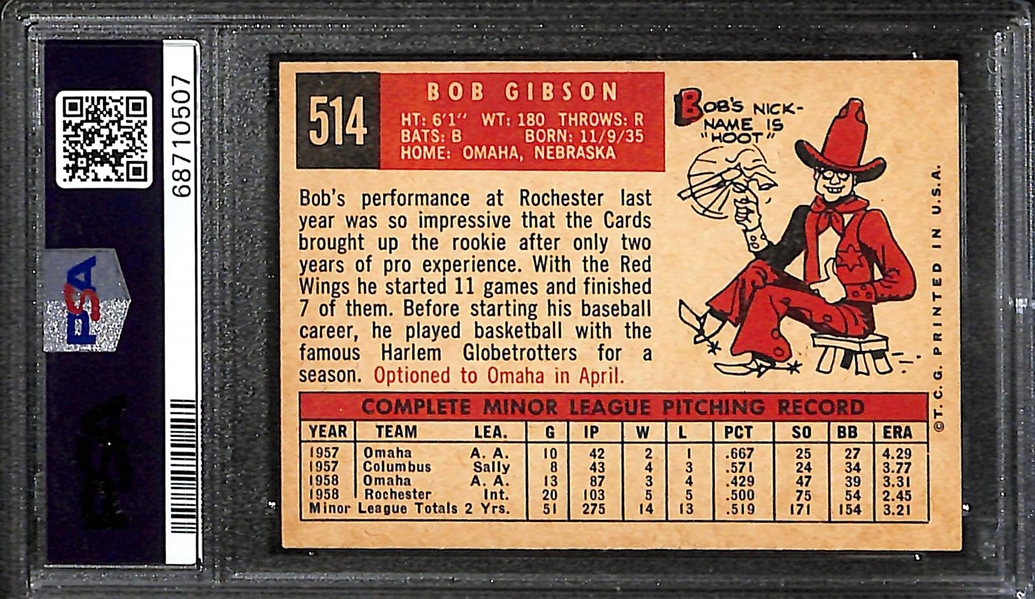 PSA
68710507
514
BOB GIBSON
HT: 6'1" WT: 180 THROWS: R
BATS: B BORN: 11/9/35
HOME: OMAHA, NEBRASKA
BOB'S NICK-
NAME IS
"HOOT"
Bob's performance at Rochester last
year was so impressive that the Cards
brought up the rookie after only two
years of pro experience. With the Red
Wings he started 11 games and finished
7 of them. Before starting his baseball
career, he played basketball with the
famous Harlem Globetrotters for a
season. Optioned to Omaha in April.
©T. C. G. PRINTED IN U.S.A.
COMPLETE MINOR LEAGUE PITCHING RECORD
YEAR TEAM LEA. G IP W L PCT SO BB ERA
1957 Omaha A. A. 10 42 2 1 .667 25 27 4.29
1957 Columbus Sally 8 43 4 3 .571 24 34 3.77
1958 Omaha A. A. 13 87 3 4 .429 47 39 3.31
1958 Rochester Int. 20 103 5 5 .500 75 54 2.45
Minor League Totals 2 Yrs. 51 275 14 13 .519 171 154 3.21
PSA